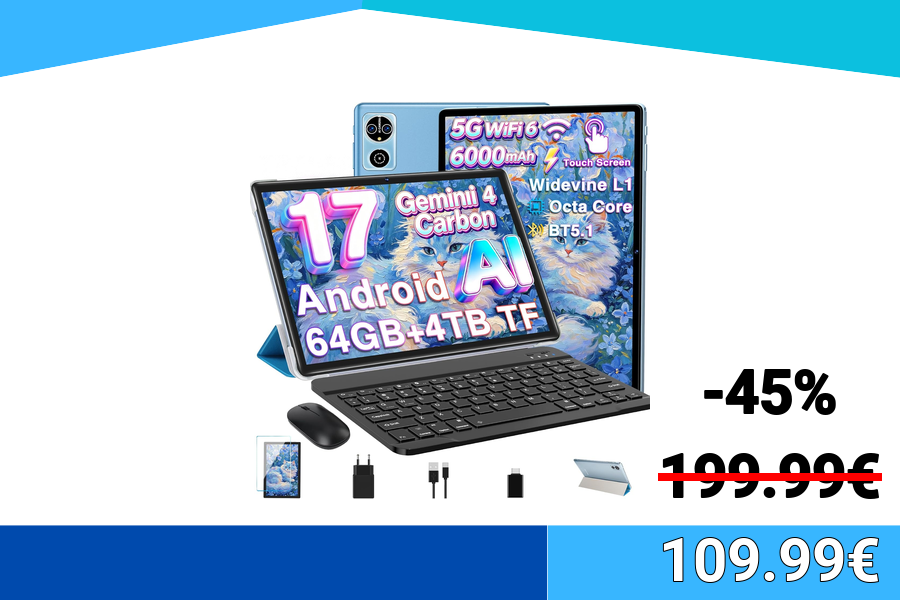 5G WiFi 6
6000mAh
Touch Screen
Widevine L1
Octa Core
BT5.1
17
Geminii 4
Carbon
AI
Android
64GB+4TB TF
-45%
199.99€
109.99€